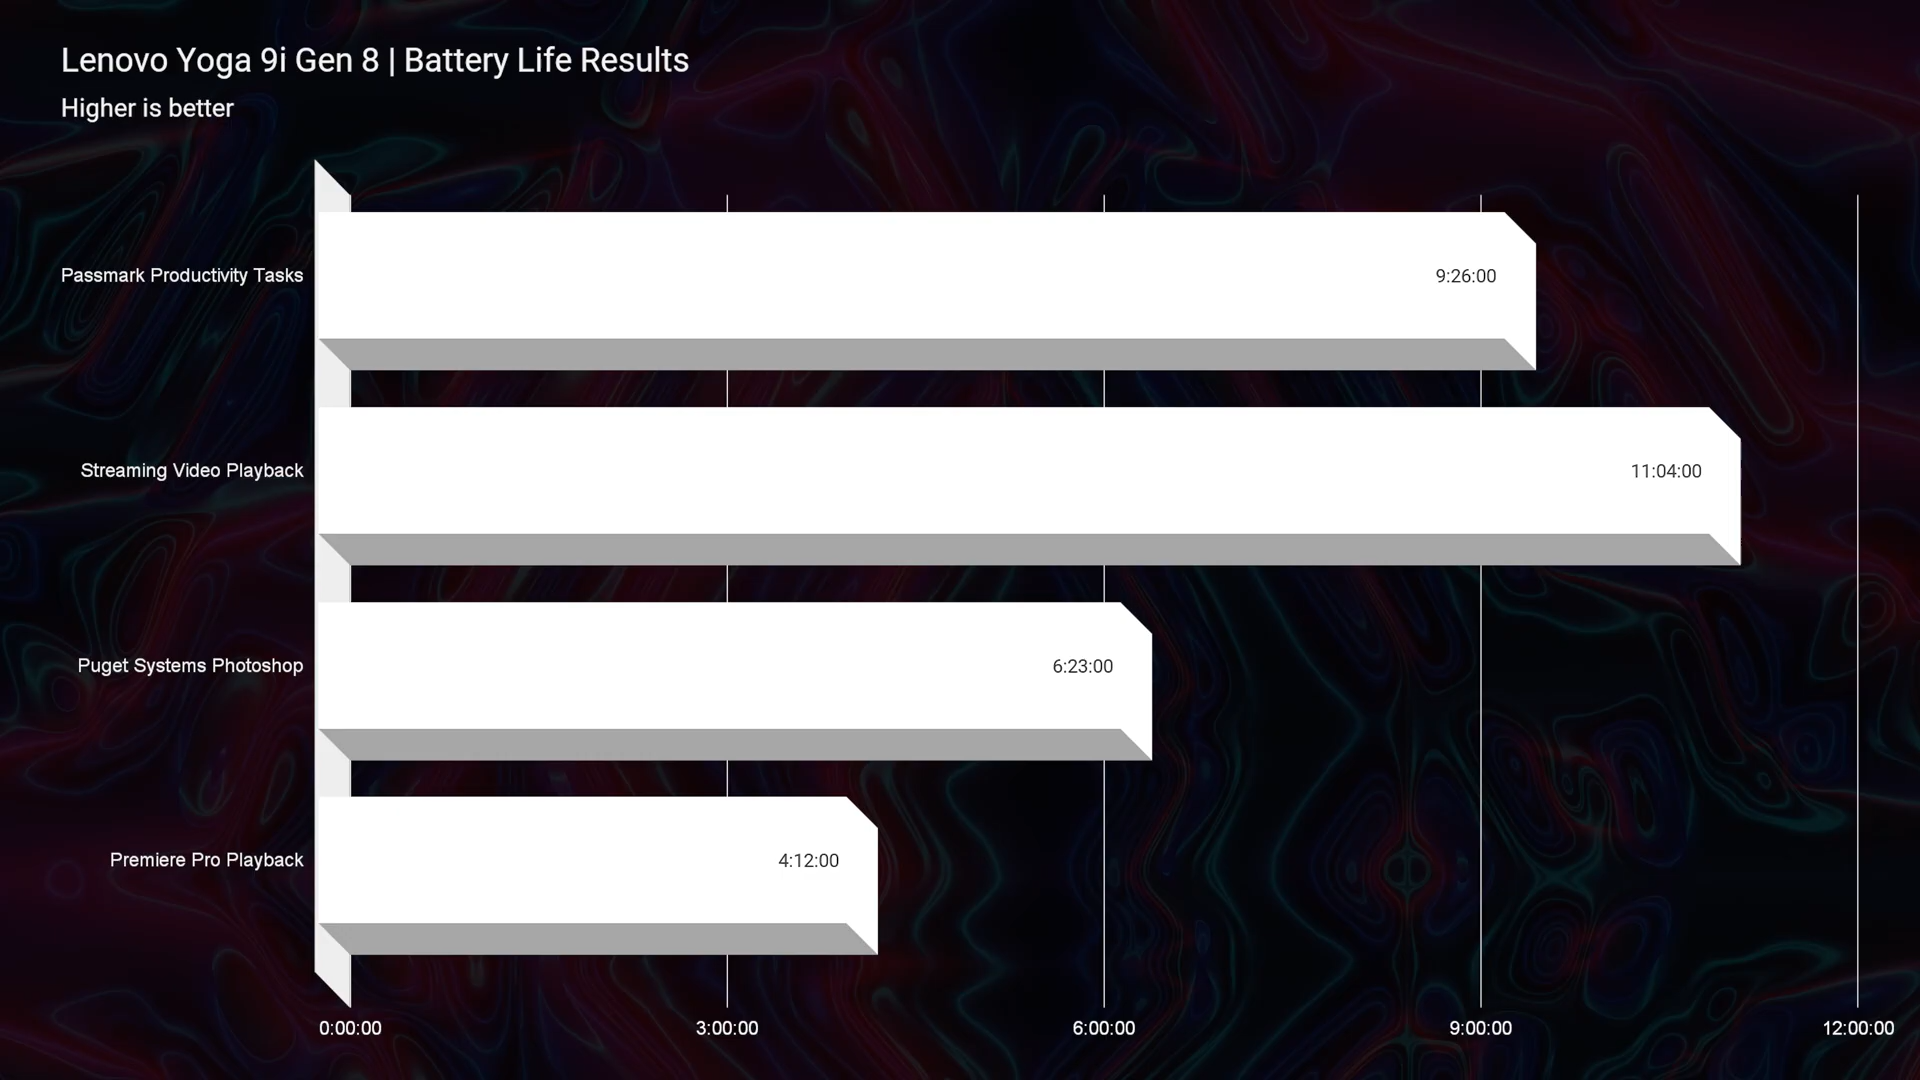 Lenovo Yoga 9i Gen 8 | Battery Life Results
Higher is better
Passmark Productivity Tasks
9:26:00
Streaming Video Playback
11:04:00
Puget Systems Photoshop
6:23:00
Premiere Pro Playback
4:12:00
0:00:00
3:00:00
6:00:00
9:00:00
12:00:00